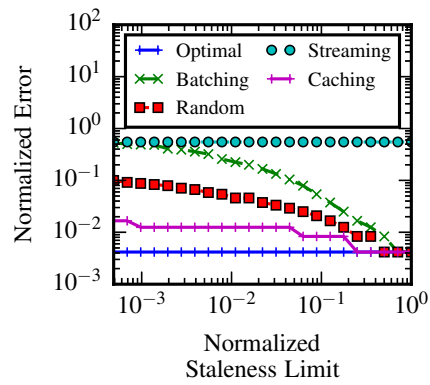 10^2
10^1
10^0
10^-1
10^-2
10^-3
Normalized Error
Optimal
Streaming
Batching
Caching
Random
10^-3
10^-2
10^-1
10^0
Normalized
Staleness Limit